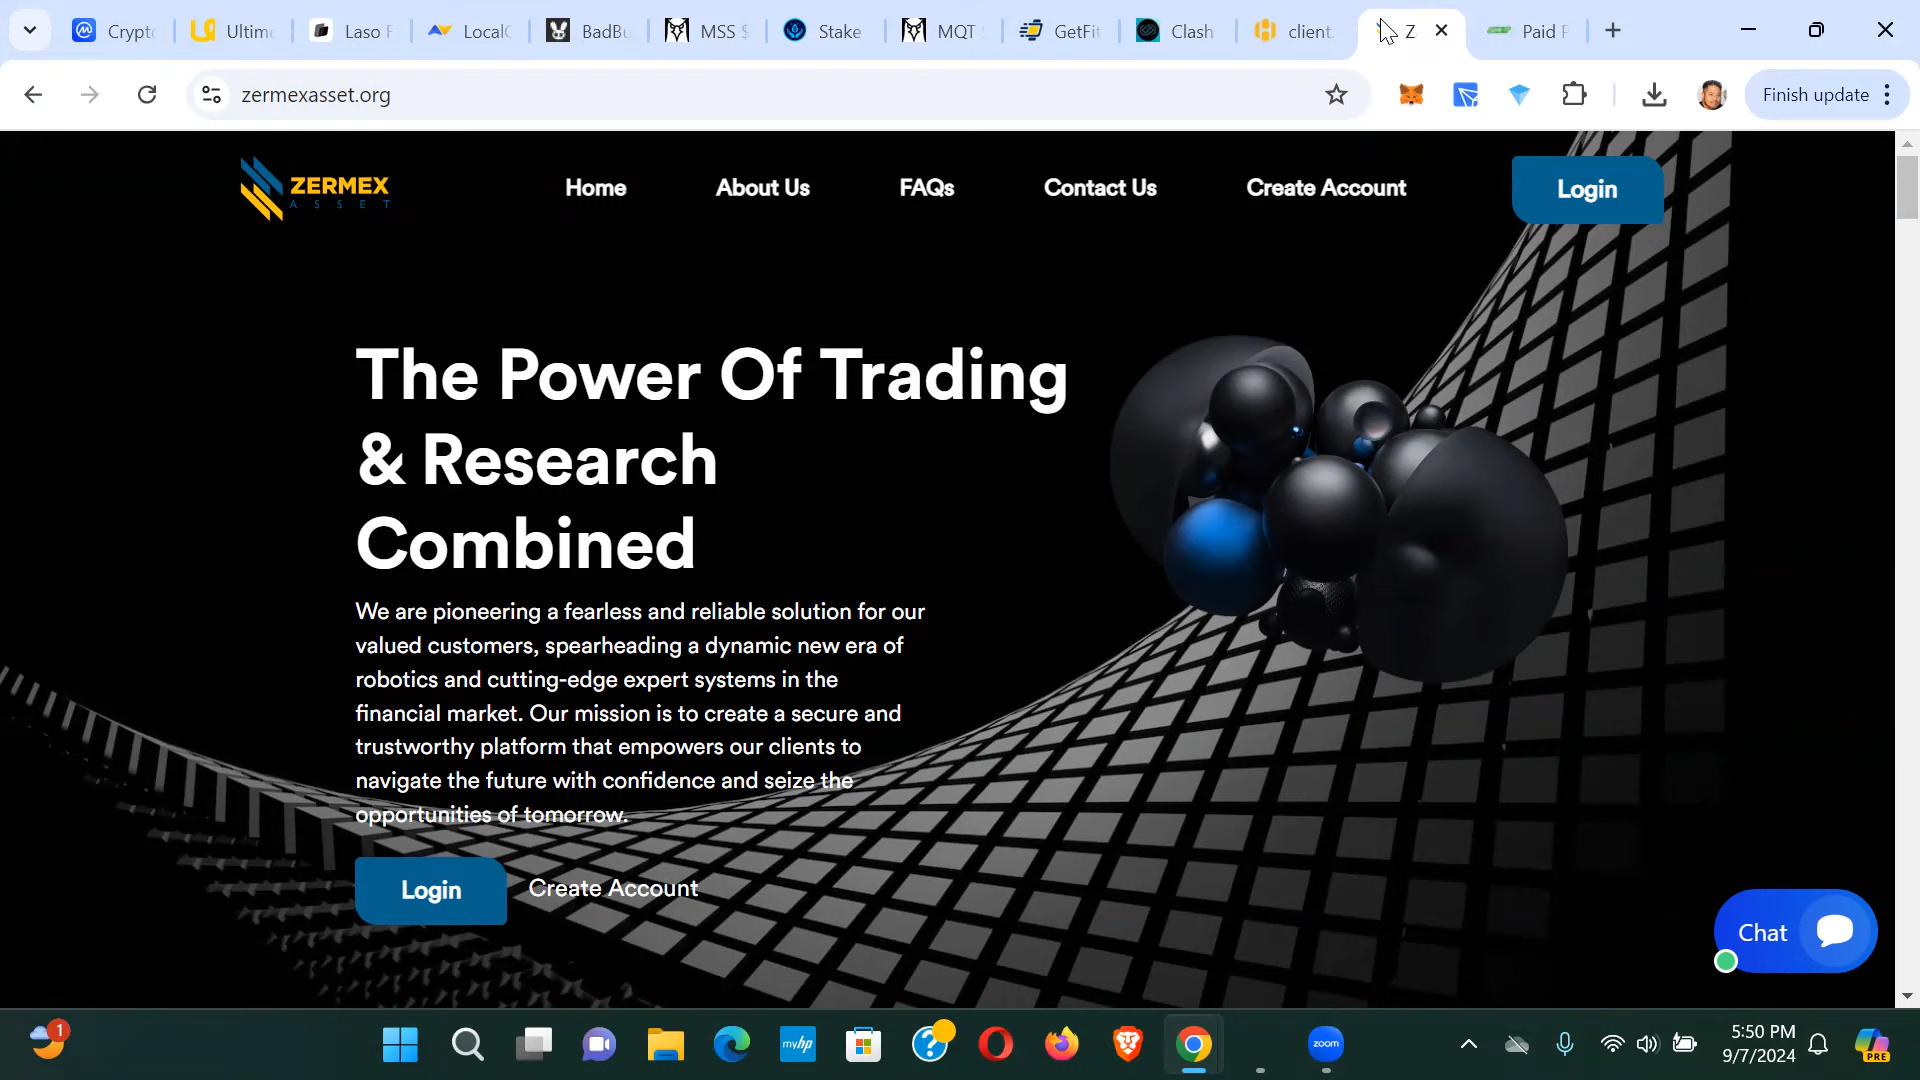 Crypto
Ultim
Laso F
LocalC
BadBu
MSS $
Stake
MQT
GetFit
Clash
client.
Z
Paid P
zermexasset.org
Finish update
ZERMEX
ASSET
Home
About Us
FAQs
Contact Us
Create Account
Login
The Power Of Trading
& Research
Combined
We are pioneering a fearless and reliable solution for our
valued customers, spearheading a dynamic new era of
robotics and cutting-edge expert systems in the
financial market. Our mission is to create a secure and
trustworthy platform that empowers our clients to
navigate the future with confidence and seize the
opportunities of tomorrow.
Login
Create Account
Chat
1
myhp
zoom
5:50 PM
9/7/2024
PRE